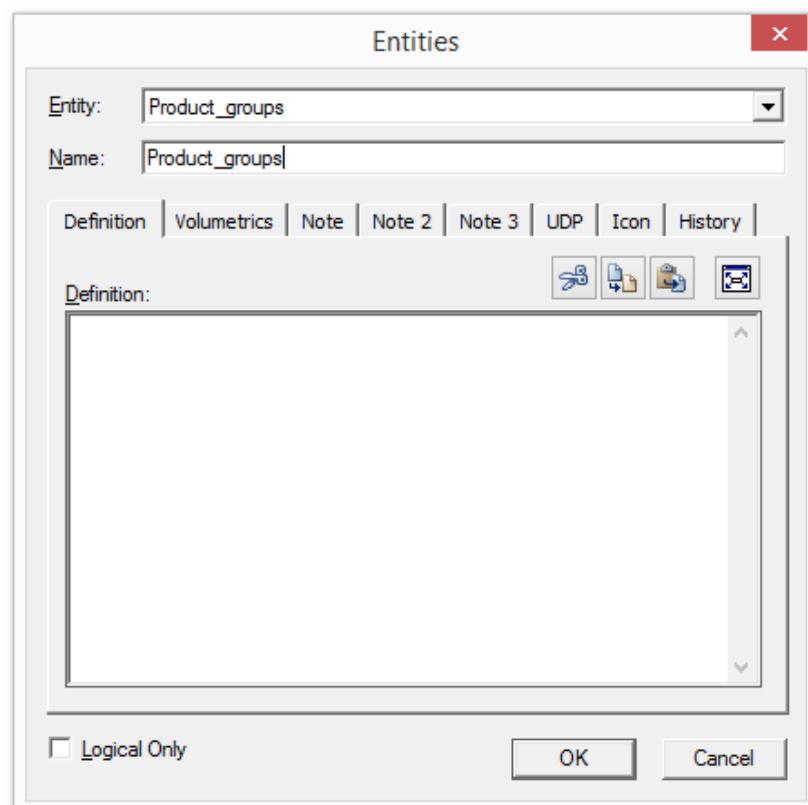 Entities
Entity: Product_groups
Name: Product_groups
Definition Volumetrics Note Note 2 Note 3 UDP Icon History
Definition:
Logical Only OK Cancel